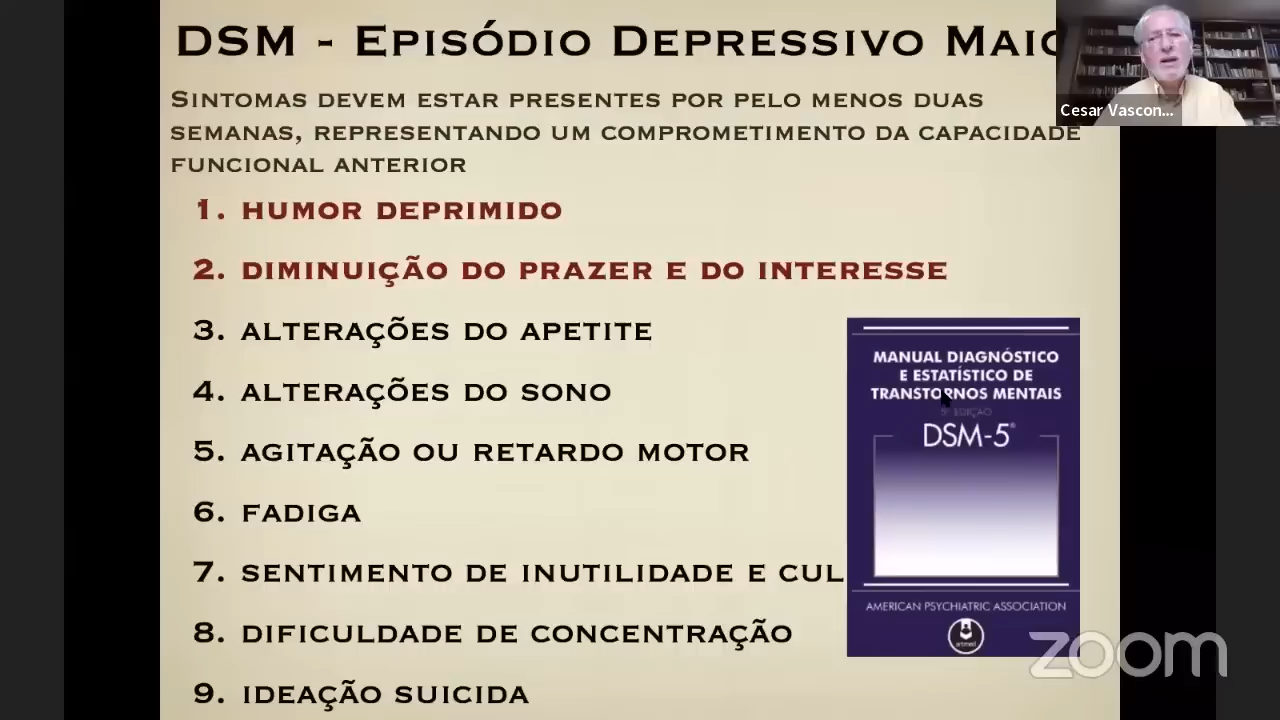 DSM - Episódio Depressivo Maio
Sintomas devem estar presentes por pelo menos duas
semanas, representando um comprometimento da capacidade
funcional anterior
1. HUMOR DEPRIMIDO
2. DIMINUIÇÃO DO PRAZER E DO INTERESSE
3. ALTERAÇÕES DO APETITE
4. ALTERAÇÕES DO SONO
5. AGITAÇÃO OU RETARDO MOTOR
6. FADIGA
7. SENTIMENTO DE INUTILIDADE E CUL
8. DIFICULDADE DE CONCENTRAÇÃO
9. IDEAÇÃO SUICIDA
MANUAL DIAGNÓSTICO
E ESTATÍSTICO DE
TRANSTORNOS MENTAIS
5ª EDIÇÃO
DSM-5®
AMERICAN PSYCHIATRIC ASSOCIATION
artmed
Cesar Vascon...
zoom